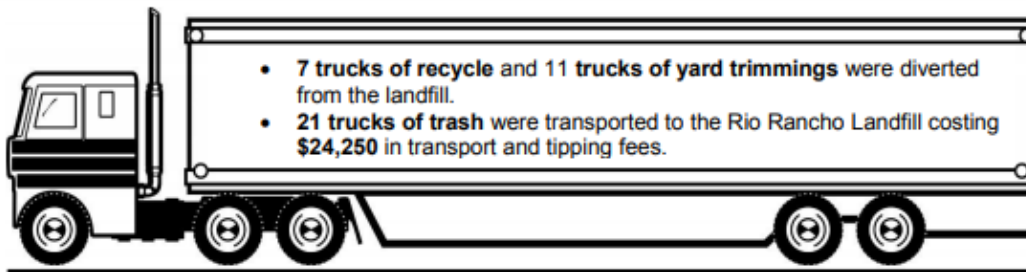 • 7 trucks of recycle and 11 trucks of yard trimmings were diverted
from the landfill.
• 21 trucks of trash were transported to the Rio Rancho Landfill costing
$24,250 in transport and tipping fees.